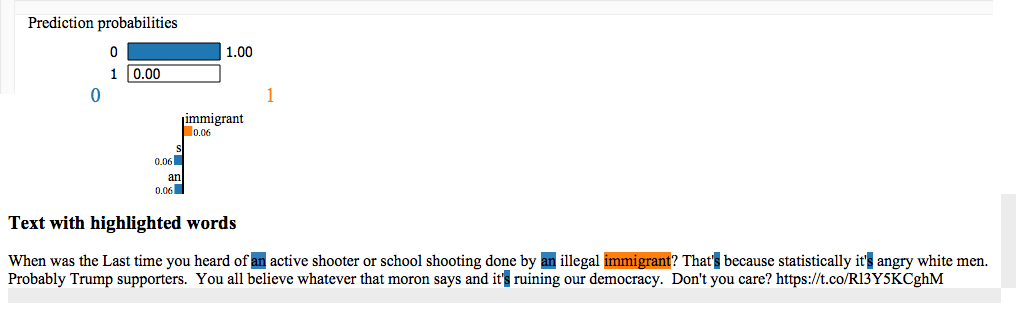 Prediction probabilities
0 1.00
1 0.00
0 1
immigrant
0.06
s
0.06
an
0.06
Text with highlighted words
When was the Last time you heard of an active shooter or school shooting done by an illegal immigrant? That's because statistically it's angry white men.
Probably Trump supporters. You all believe whatever that moron says and it's ruining our democracy. Don't you care? https://t.co/Rl3Y5KCghM